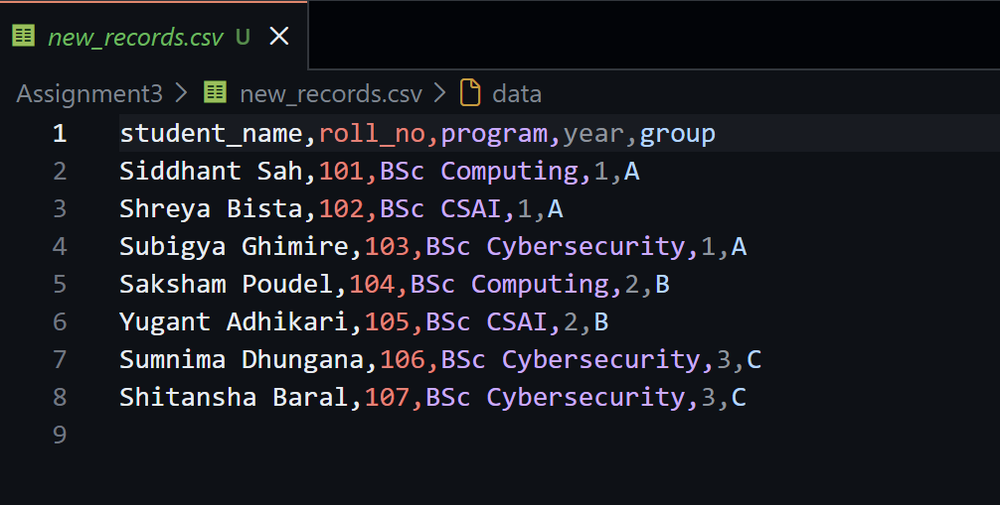 new_records.csv U
Assignment3 > new_records.csv > data
1 student_name,roll_no,program,year,group
2 Siddhant Sah,101,BSc Computing,1,A
3 Shreya Bista,102,BSc CSAI,1,A
4 Subigya Ghimire,103,BSc Cybersecurity,1,A
5 Saksham Poudel,104,BSc Computing,2,B
6 Yugant Adhikari,105,BSc CSAI,2,B
7 Sumnima Dhungana,106,BSc Cybersecurity,3,C
8 Shitansha Baral,107,BSc Cybersecurity,3,C
9